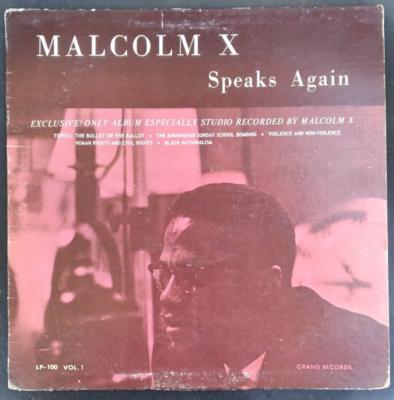 MALCOLM X
Speaks Again
EXCLUSIVE! ONLY ALBUM ESPECIALLY STUDIO RECORDED BY MALCOLM X
TOPICS: THE BULLET OR THE BALLOT • THE BIRMINGHAM SUNDAY SCHOOL BOMBING • VIOLENCE AND NON-VIOLENCE
HUMAN RIGHTS AND CIVIL RIGHTS • BLACK NATIONALISM
LP-100 VOL. 1
GRAND RECORDS